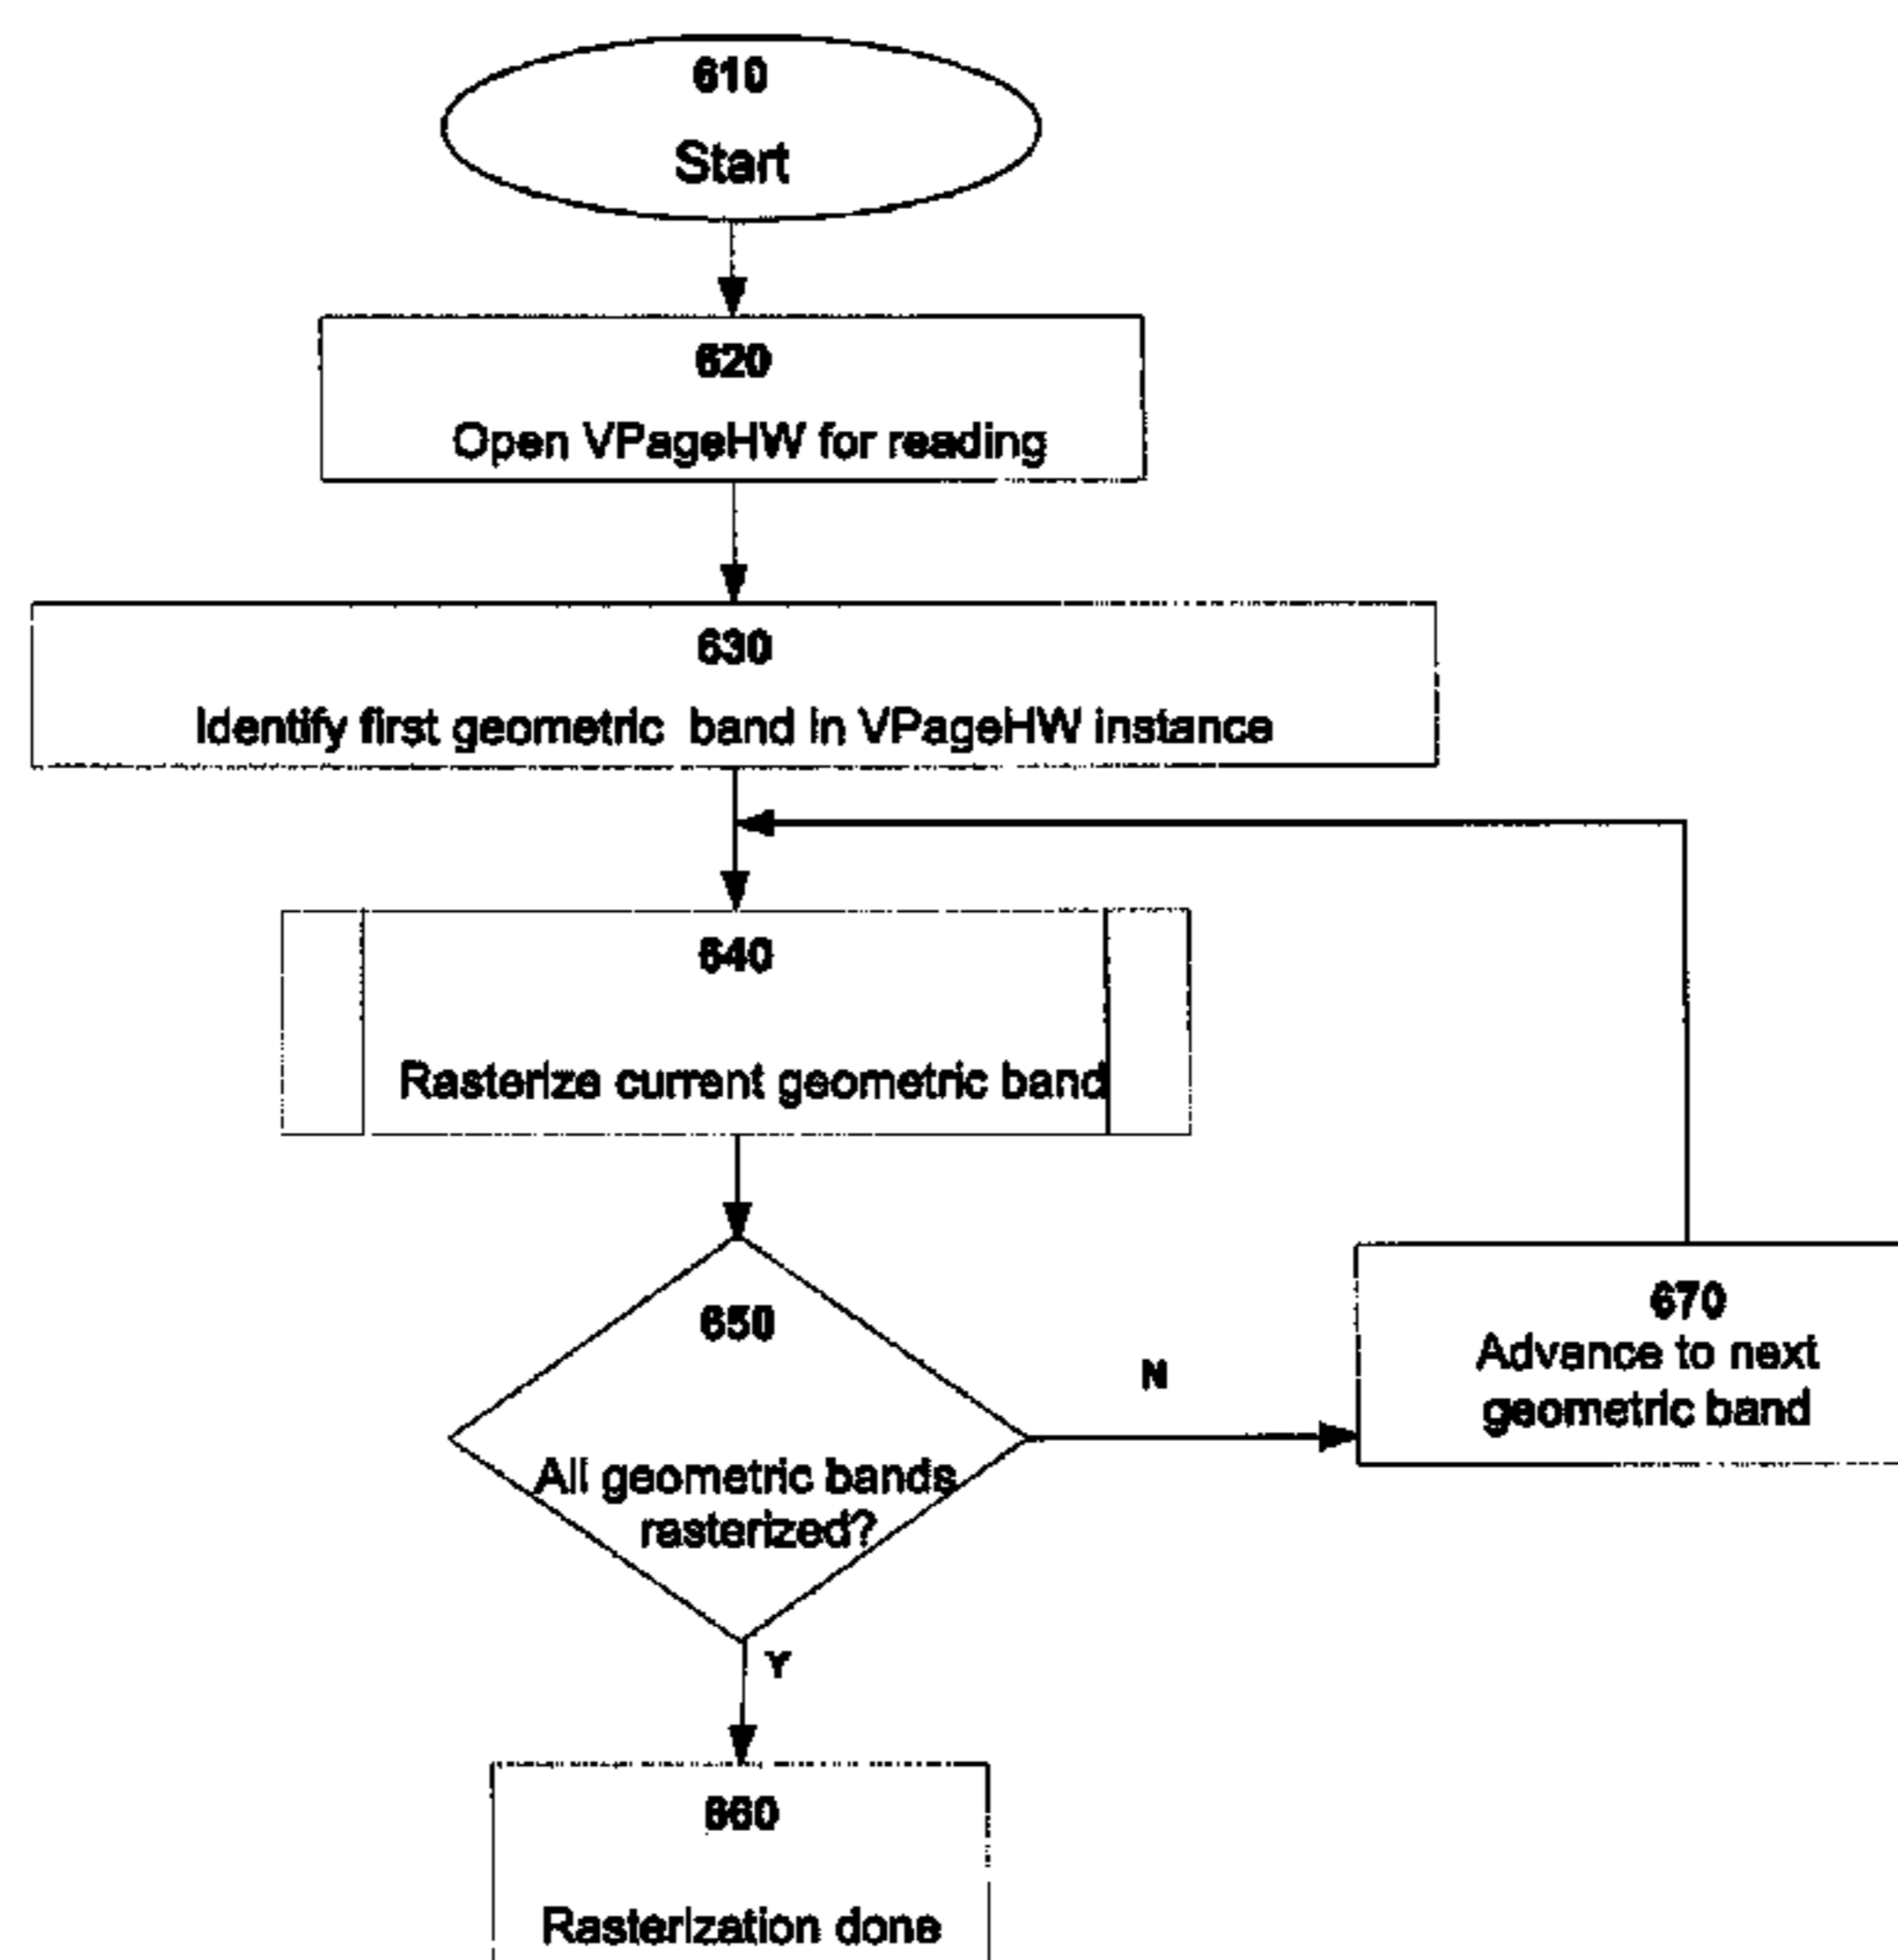 610
Start
620
Open VPageHW for reading
630
Identify first geometric band in VPageHW instance
640
Rasterize current geometric band
650
All geometric bands
rasterized?
N
670
Advance to next
geometric band
Y
660
Rasterization done